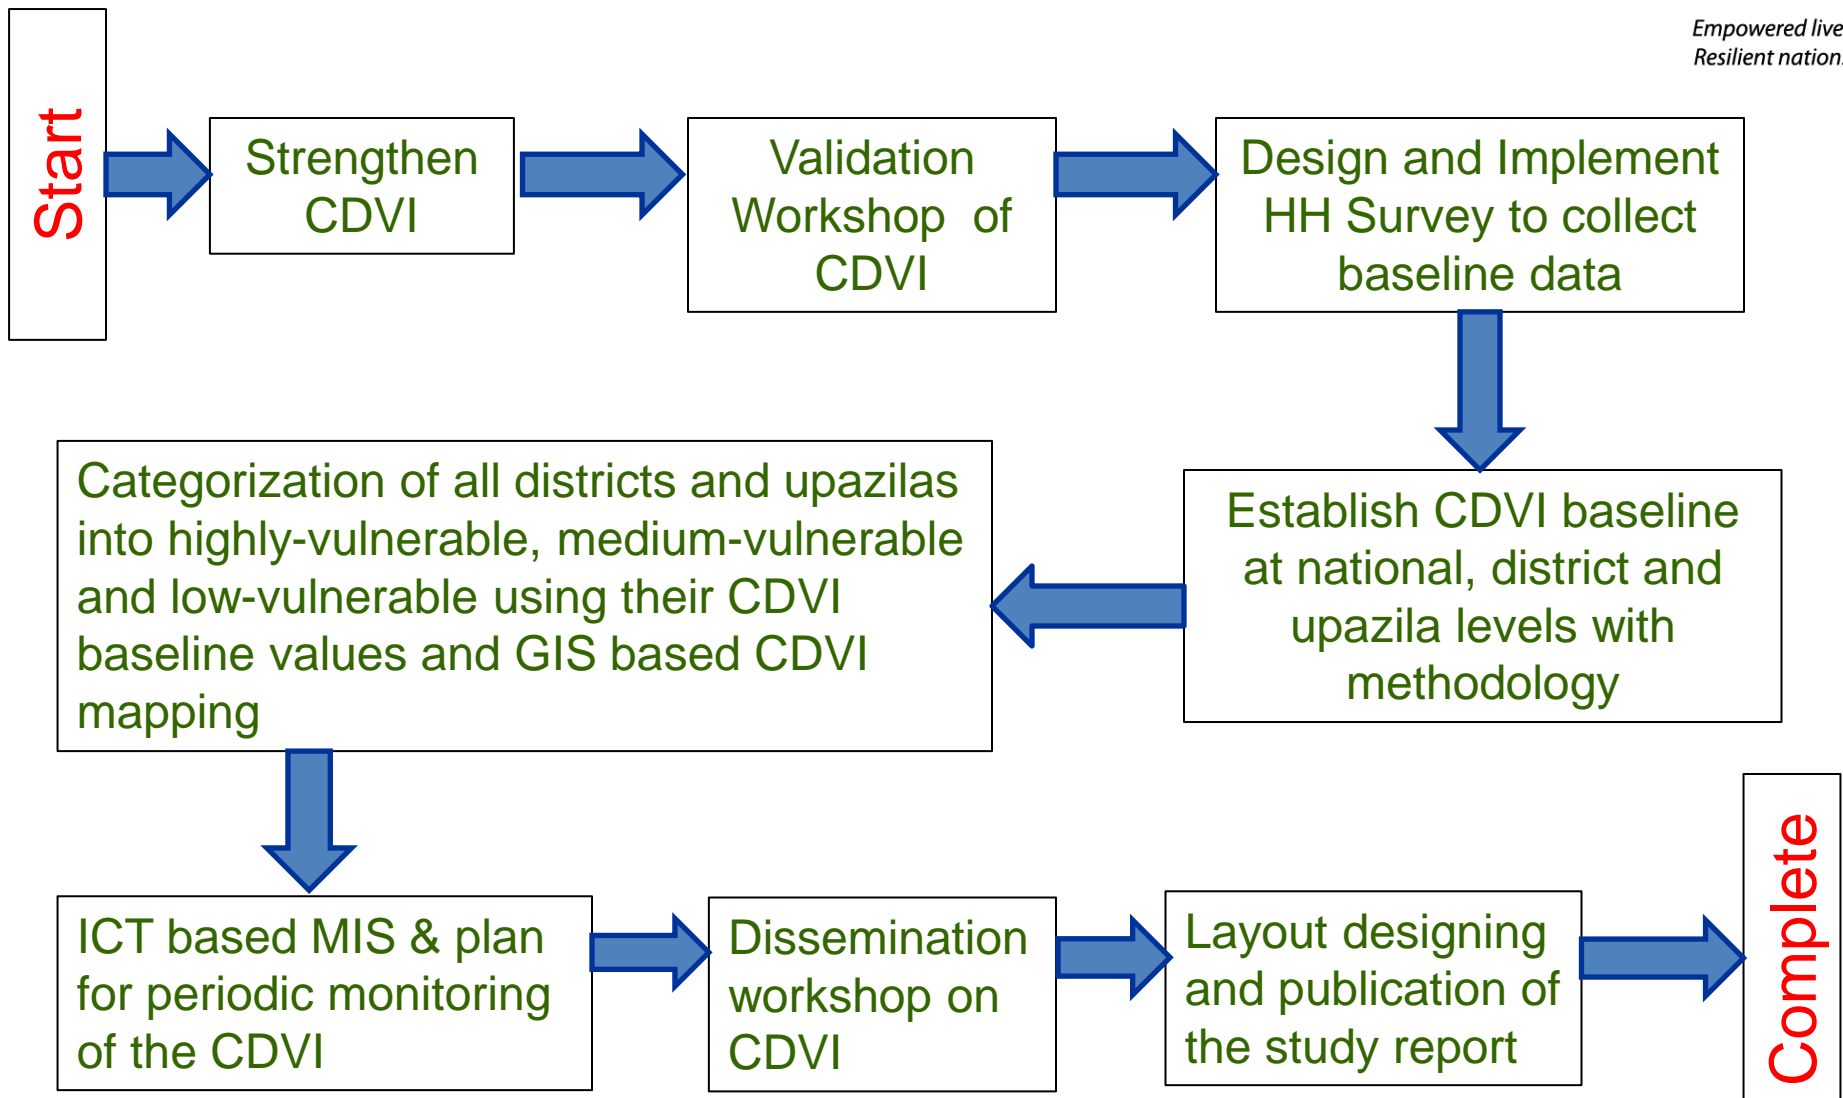 Empowered live
Resilient nation.
Start
Strengthen
CDVI
Validation
Workshop of
CDVI
Design and Implement
HH Survey to collect
baseline data
Establish CDVI baseline
at national, district and
upazila levels with
methodology
Categorization of all districts and upazilas
into highly-vulnerable, medium-vulnerable
and low-vulnerable using their CDVI
baseline values and GIS based CDVI
mapping
ICT based MIS & plan
for periodic monitoring
of the CDVI
Dissemination
workshop on
CDVI
Layout designing
and publication of
the study report
Complete